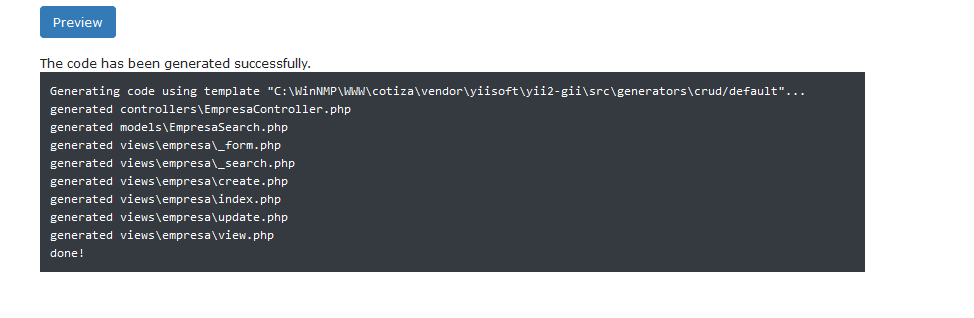 Preview
The code has been generated successfully.
Generating code using template "C:\WinNMP\WWW\cotiza\vendor\yiisoft\yii2-gii\src\generators\crud/default"...
generated controllers\EmpresaController.php
generated models\EmpresaSearch.php
generated views\empresa\_form.php
generated views\empresa\_search.php
generated views\empresa\create.php
generated views\empresa\index.php
generated views\empresa\update.php
generated views\empresa\view.php
done!